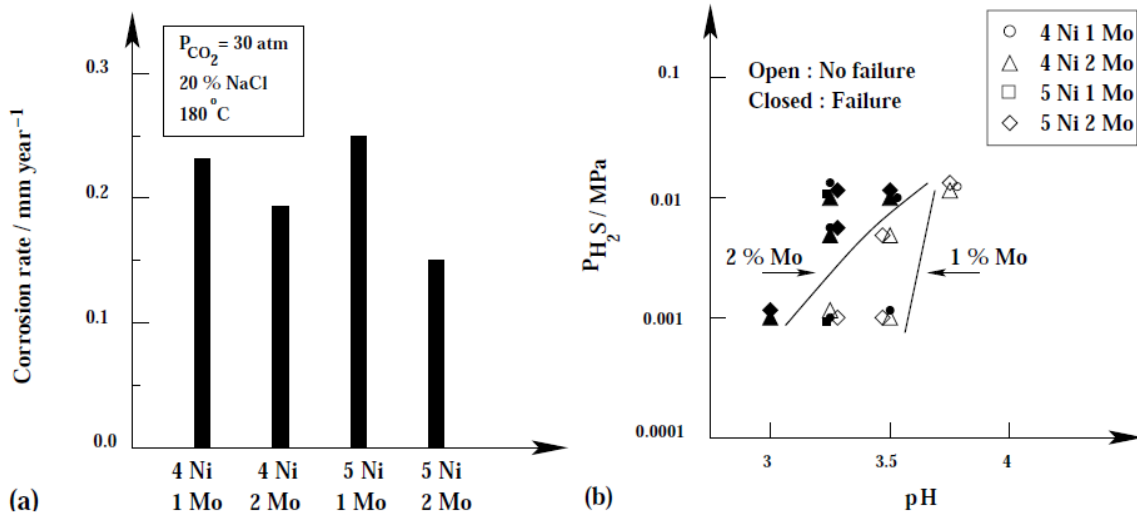 P_CO2 = 30 atm
20 % NaCl
180 °C
Corrosion rate / mm year⁻¹
0.3
0.2
0.1
0.0
4 Ni 4 Ni 5 Ni 5 Ni
1 Mo 2 Mo 1 Mo 2 Mo
(a)
4 Ni 1 Mo
4 Ni 2 Mo
5 Ni 1 Mo
5 Ni 2 Mo
Open : No failure
Closed : Failure
P_H2S / MPa
0.1
0.01
0.001
0.0001
2 % Mo
1 % Mo
3 3.5 4
pH
(b)